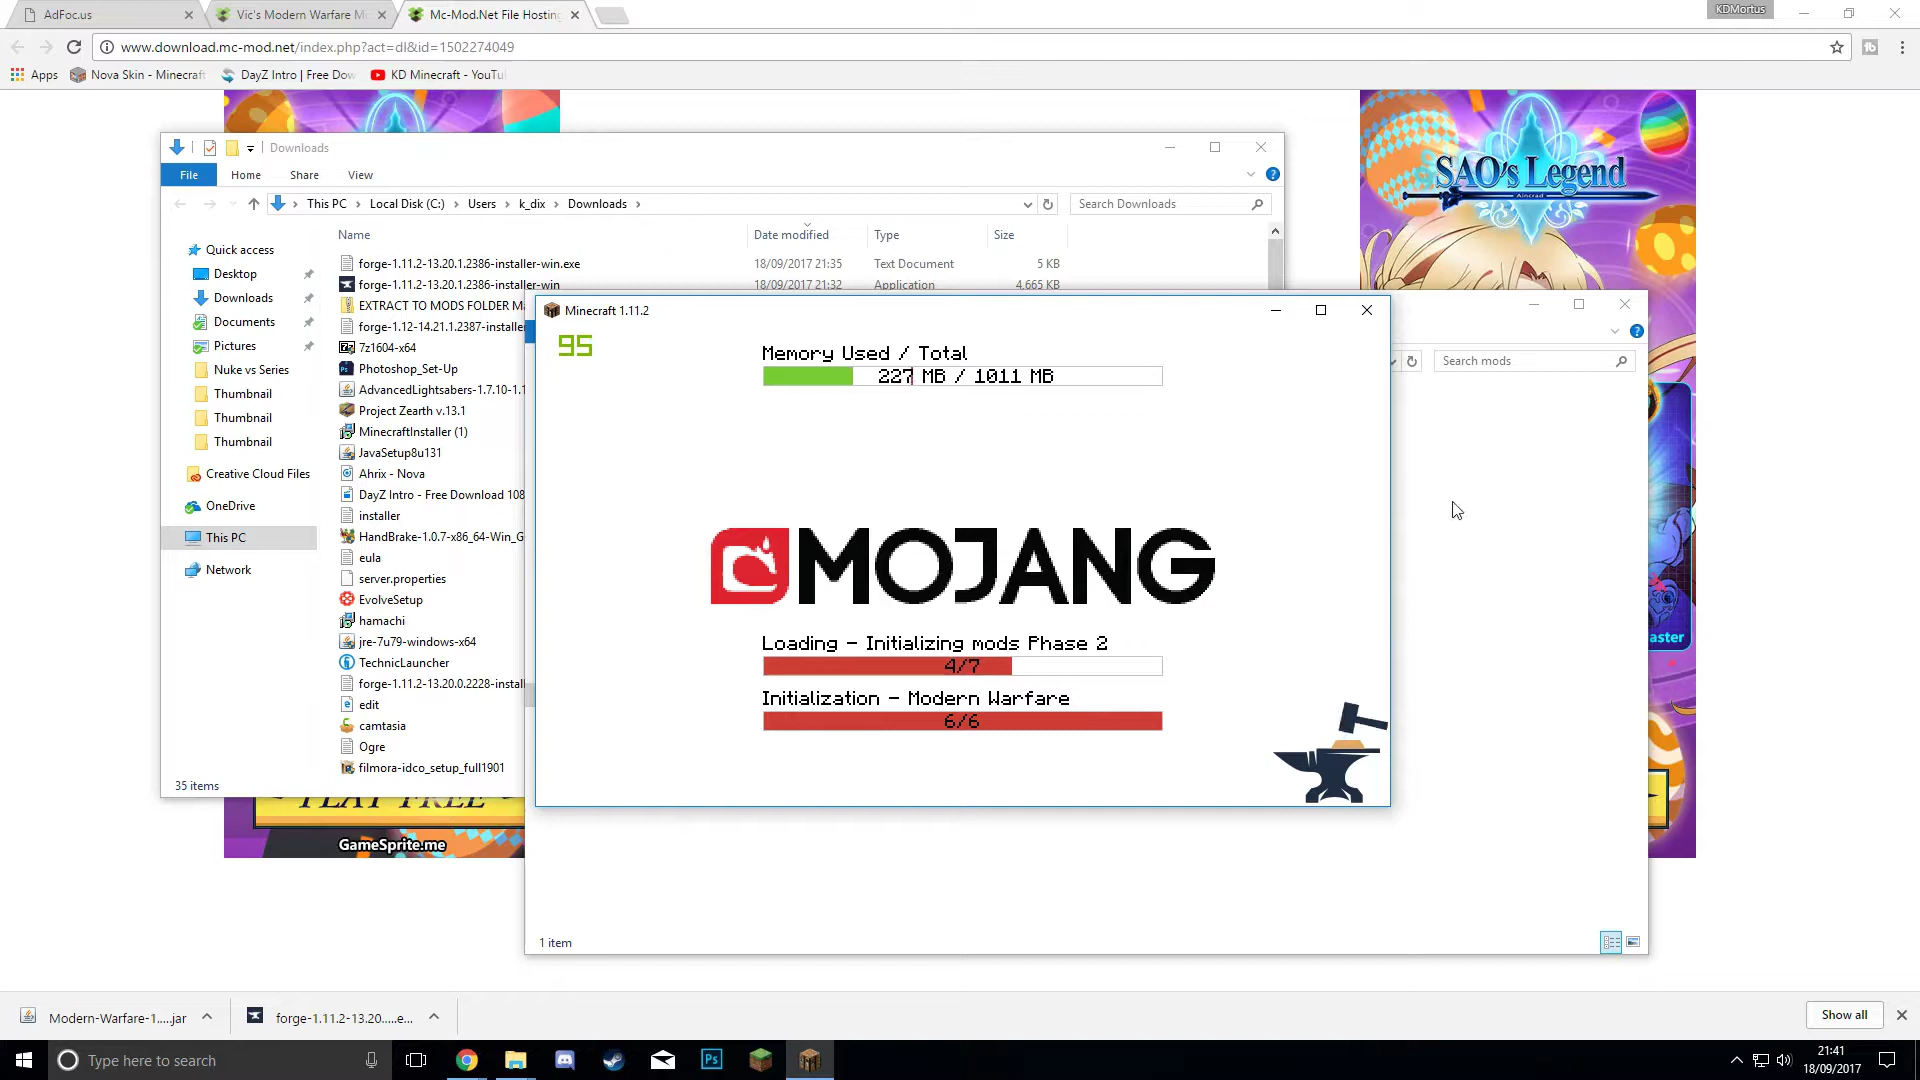 AdFoc.us
Vic's Modern Warfare M
Mc-Mod.Net File Hosting
KDMortus
www.download.mc-mod.net/index.php?act=dl&id=1502274049
Apps
Nova Skin - Minecraft
DayZ Intro | Free Dow
KD Minecraft - YouTu
SAO's Legend
Downloads
File
Home
Share
View
This PC > Local Disk (C:) > Users > k_dix > Downloads >
Search Downloads
Name
Date modified
Type
Size
Quick access
Desktop
Downloads
Documents
Pictures
Nuke vs Series
Thumbnail
Thumbnail
Thumbnail
Creative Cloud Files
OneDrive
This PC
Network
forge-1.11.2-13.20.1.2386-installer-win.exe 18/09/2017 21:35 Text Document 5 KB
forge-1.11.2-13.20.1.2386-installer-win 18/09/2017 21:32 Application 4,665 KB
EXTRACT TO MODS FOLDER M
forge-1.12-14.21.1.2387-installer
7z1604-x64
Photoshop_Set-Up
AdvancedLightsabers-1.7.10-1.1
Project Zearth v.13.1
MinecraftInstaller (1)
JavaSetup8u131
Ahrix - Nova
DayZ Intro - Free Download 108
installer
HandBrake-1.0.7-x86_64-Win_G
eula
server.properties
EvolveSetup
hamachi
jre-7u79-windows-x64
TechnicLauncher
forge-1.11.2-13.20.0.2228-install
edit
camtasia
Ogre
filmora-idco_setup_full1901
35 items
Search mods
Minecraft 1.11.2
95
Memory Used / Total
227 MB / 1011 MB
MOJANG
Loading - Initializing mods Phase 2
4/7
Initialization - Modern Warfare
6/6
GameSprite.me
1 item
Modern-Warfare-1.....jar
forge-1.11.2-13.20.....e...
Show all
Type here to search
Ps
21:41
18/09/2017